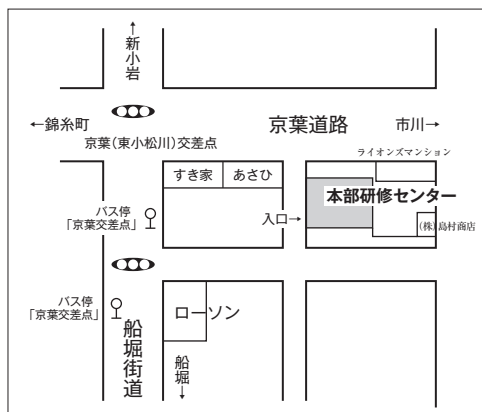 ↑新小岩
←錦糸町
京葉道路
市川→
京葉(東小松川)交差点
ライオンズマンション
すき家
あさひ
本部研修センター
バス停
「京葉交差点」
入口→
(株)島村商店
バス停
「京葉交差点」
ローソン
船堀街道
船堀↓